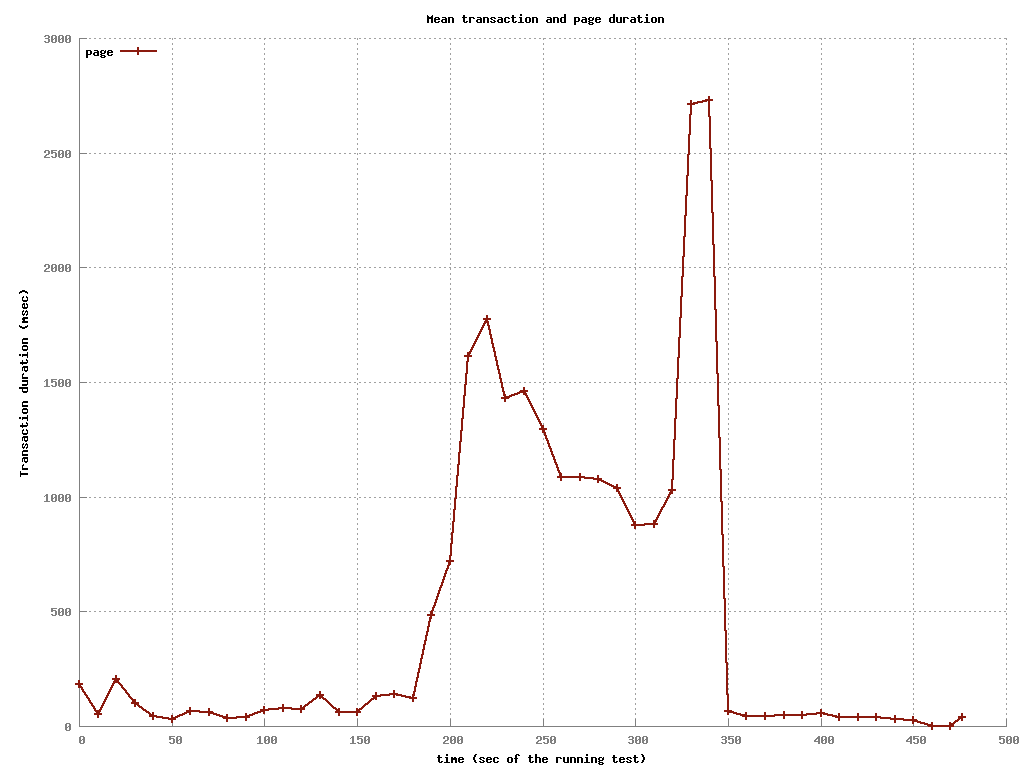 Mean transaction and page duration
page
3000
2500
2000
1500
1000
500
0
Transaction duration (msec)
0 50 100 150 200 250 300 350 400 450 500
time (sec of the running test)